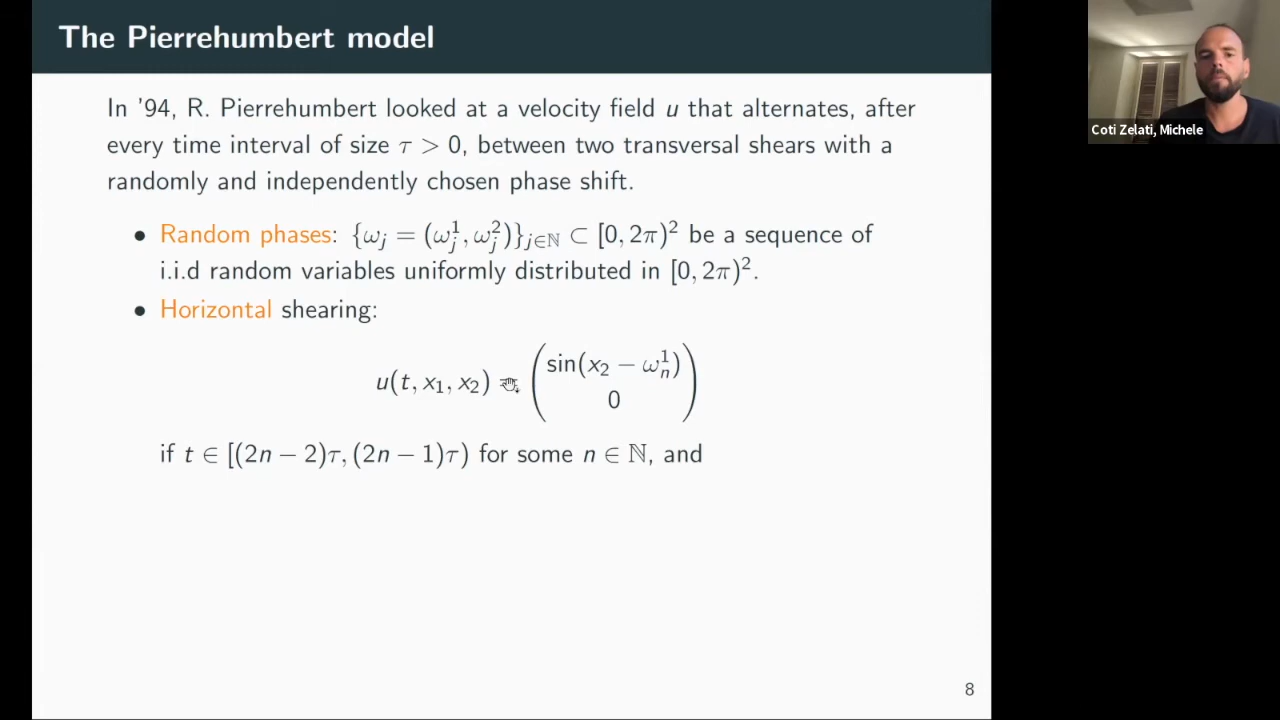 The Pierrehumbert model
Coti Zelati, Michele
In '94, R. Pierrehumbert looked at a velocity field u that alternates, after
every time interval of size τ > 0, between two transversal shears with a
randomly and independently chosen phase shift.
• Random phases: {ω_j = (ω_j^1, ω_j^2)}_{j∈ℕ} ⊂ [0, 2π)^2 be a sequence of
i.i.d random variables uniformly distributed in [0, 2π)^2.
• Horizontal shearing:
u(t, x_1, x_2) = ( sin(x_2 − ω_n^1)
0 )
if t ∈ [(2n − 2)τ, (2n − 1)τ) for some n ∈ ℕ, and
8